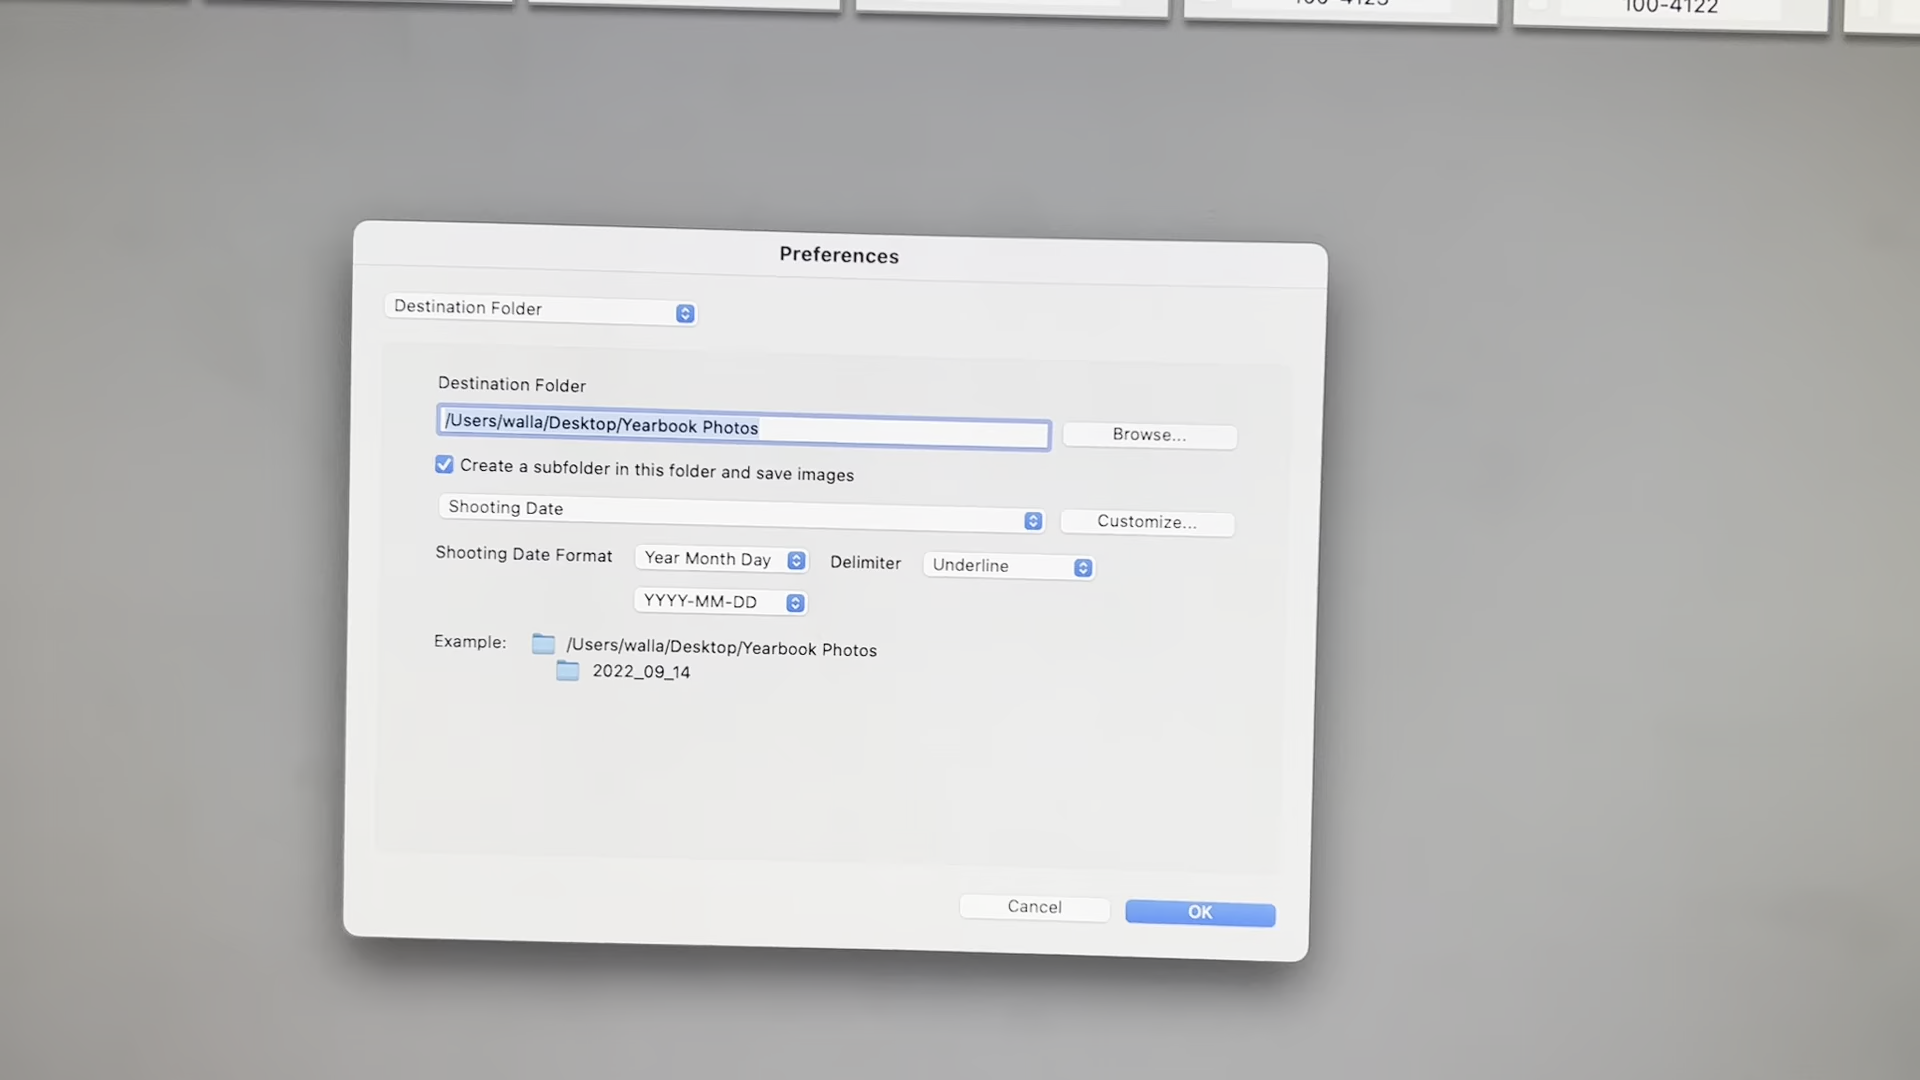 100-4122
Preferences
Destination Folder
Destination Folder
/Users/walla/Desktop/Yearbook Photos
Browse...
Create a subfolder in this folder and save images
Shooting Date
Customize...
Shooting Date Format
Year Month Day
Delimiter
Underline
YYYY-MM-DD
Example:
/Users/walla/Desktop/Yearbook Photos
2022_09_14
Cancel
OK